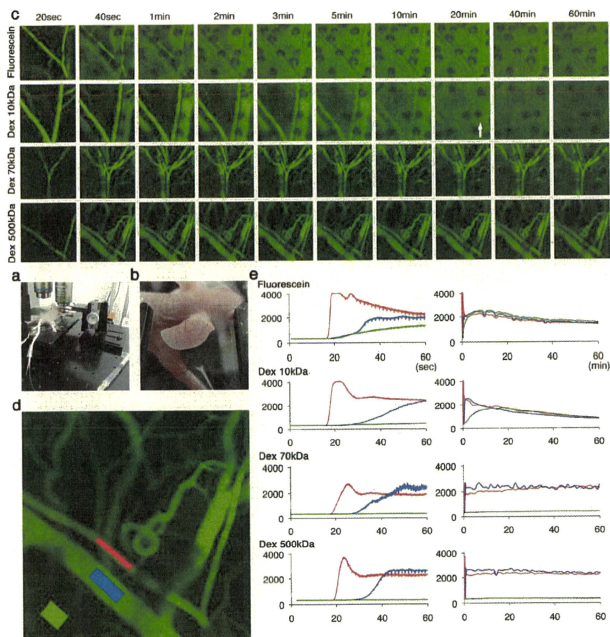 c
20sec 40sec 1min 2min 3min 5min 10min 20min 40min 60min
Fluorescein
Dex 10kDa
Dex 70kDa
Dex 500kDa
a
b
d
e
Fluorescein
4000 4000
2000 2000
0 0
0 20 40 60 0 20 40 60
(sec) (min)
Dex 10kDa
4000 4000
2000 2000
0 0
0 20 40 60 0 20 40 60
Dex 70kDa
4000 4000
2000 2000
0 0
0 20 40 60 0 20 40 60
Dex 500kDa
4000 4000
2000 2000
0 0
0 20 40 60 0 20 40 60